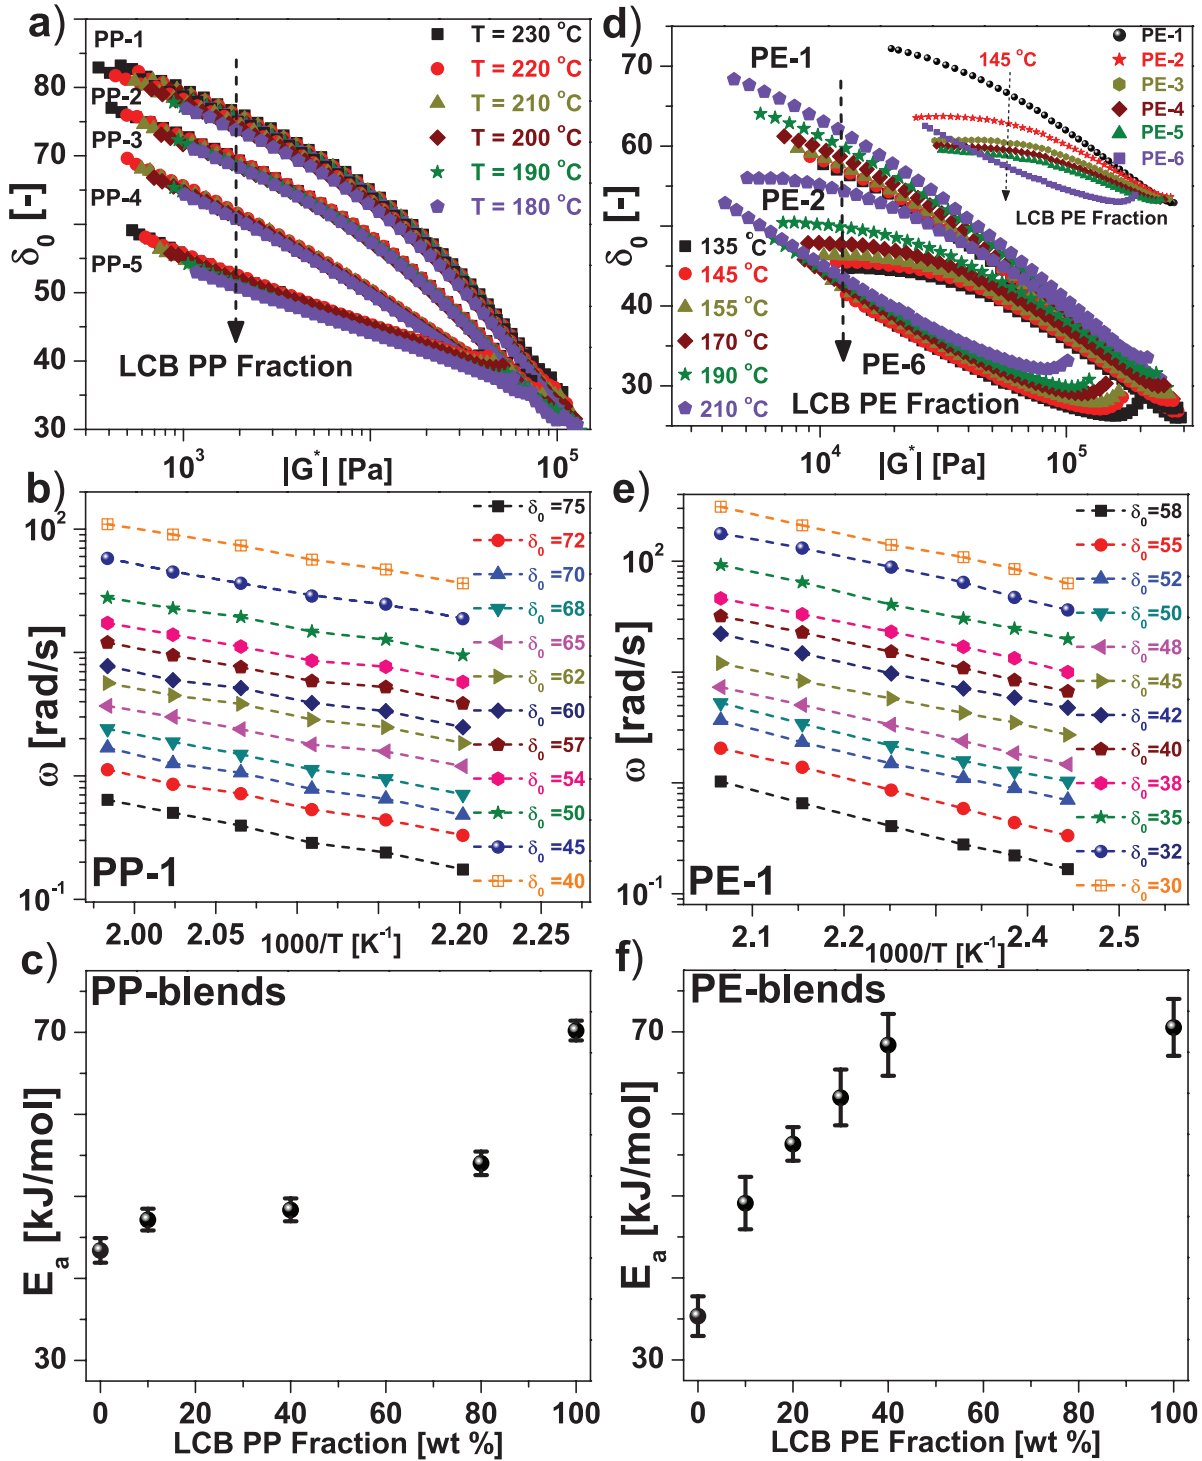 a)
PP-1
PP-2
PP-3
PP-4
PP-5
T = 230 °C
T = 220 °C
T = 210 °C
T = 200 °C
T = 190 °C
T = 180 °C
LCB PP Fraction
δ0 [-]
80
70
60
50
40
30
10^3
|G*| [Pa]
10^5
d)
PE-1
PE-2
PE-6
145 °C
PE-1
PE-2
PE-3
PE-4
PE-5
PE-6
LCB PE Fraction
135 °C
145 °C
155 °C
170 °C
190 °C
210 °C
LCB PE Fraction
δ0 [-]
70
60
50
40
30
10^4
|G*| [Pa]
10^5
b)
10^2
10^-1
ω [rad/s]
PP-1
δ0 =75
δ0 =72
δ0 =70
δ0 =68
δ0 =65
δ0 =62
δ0 =60
δ0 =57
δ0 =54
δ0 =50
δ0 =45
δ0 =40
2.00
2.05
2.20
2.25
1000/T [K^-1]
e)
10^2
10^-1
ω [rad/s]
PE-1
δ0 =58
δ0 =55
δ0 =52
δ0 =50
δ0 =48
δ0 =45
δ0 =42
δ0 =40
δ0 =38
δ0 =35
δ0 =32
δ0 =30
2.1
2.2
2.4
2.5
1000/T [K^-1]
c)
PP-blends
70
30
Ea [kJ/mol]
0
20
40
60
80
100
LCB PP Fraction [wt %]
f)
PE-blends
70
30
Ea [kJ/mol]
0
20
40
60
80
100
LCB PE Fraction [wt %]